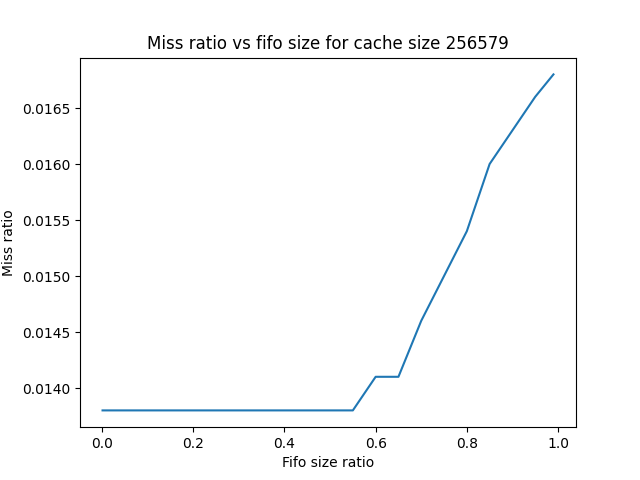 Miss ratio vs fifo size for cache size 256579
0.0165
0.0160
0.0155
0.0150
0.0145
0.0140
Miss ratio
0.0 0.2 0.4 0.6 0.8 1.0
Fifo size ratio